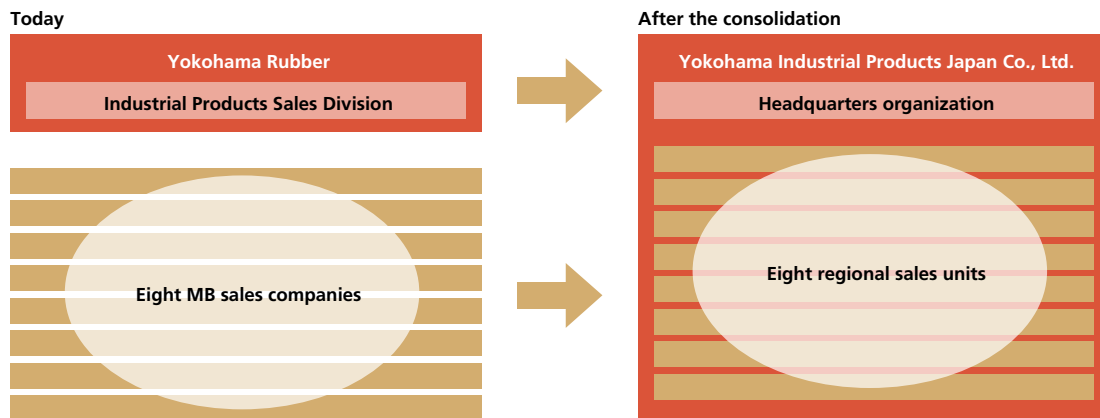 Today
Yokohama Rubber
Industrial Products Sales Division
Eight MB sales companies
After the consolidation
Yokohama Industrial Products Japan Co., Ltd.
Headquarters organization
Eight regional sales units